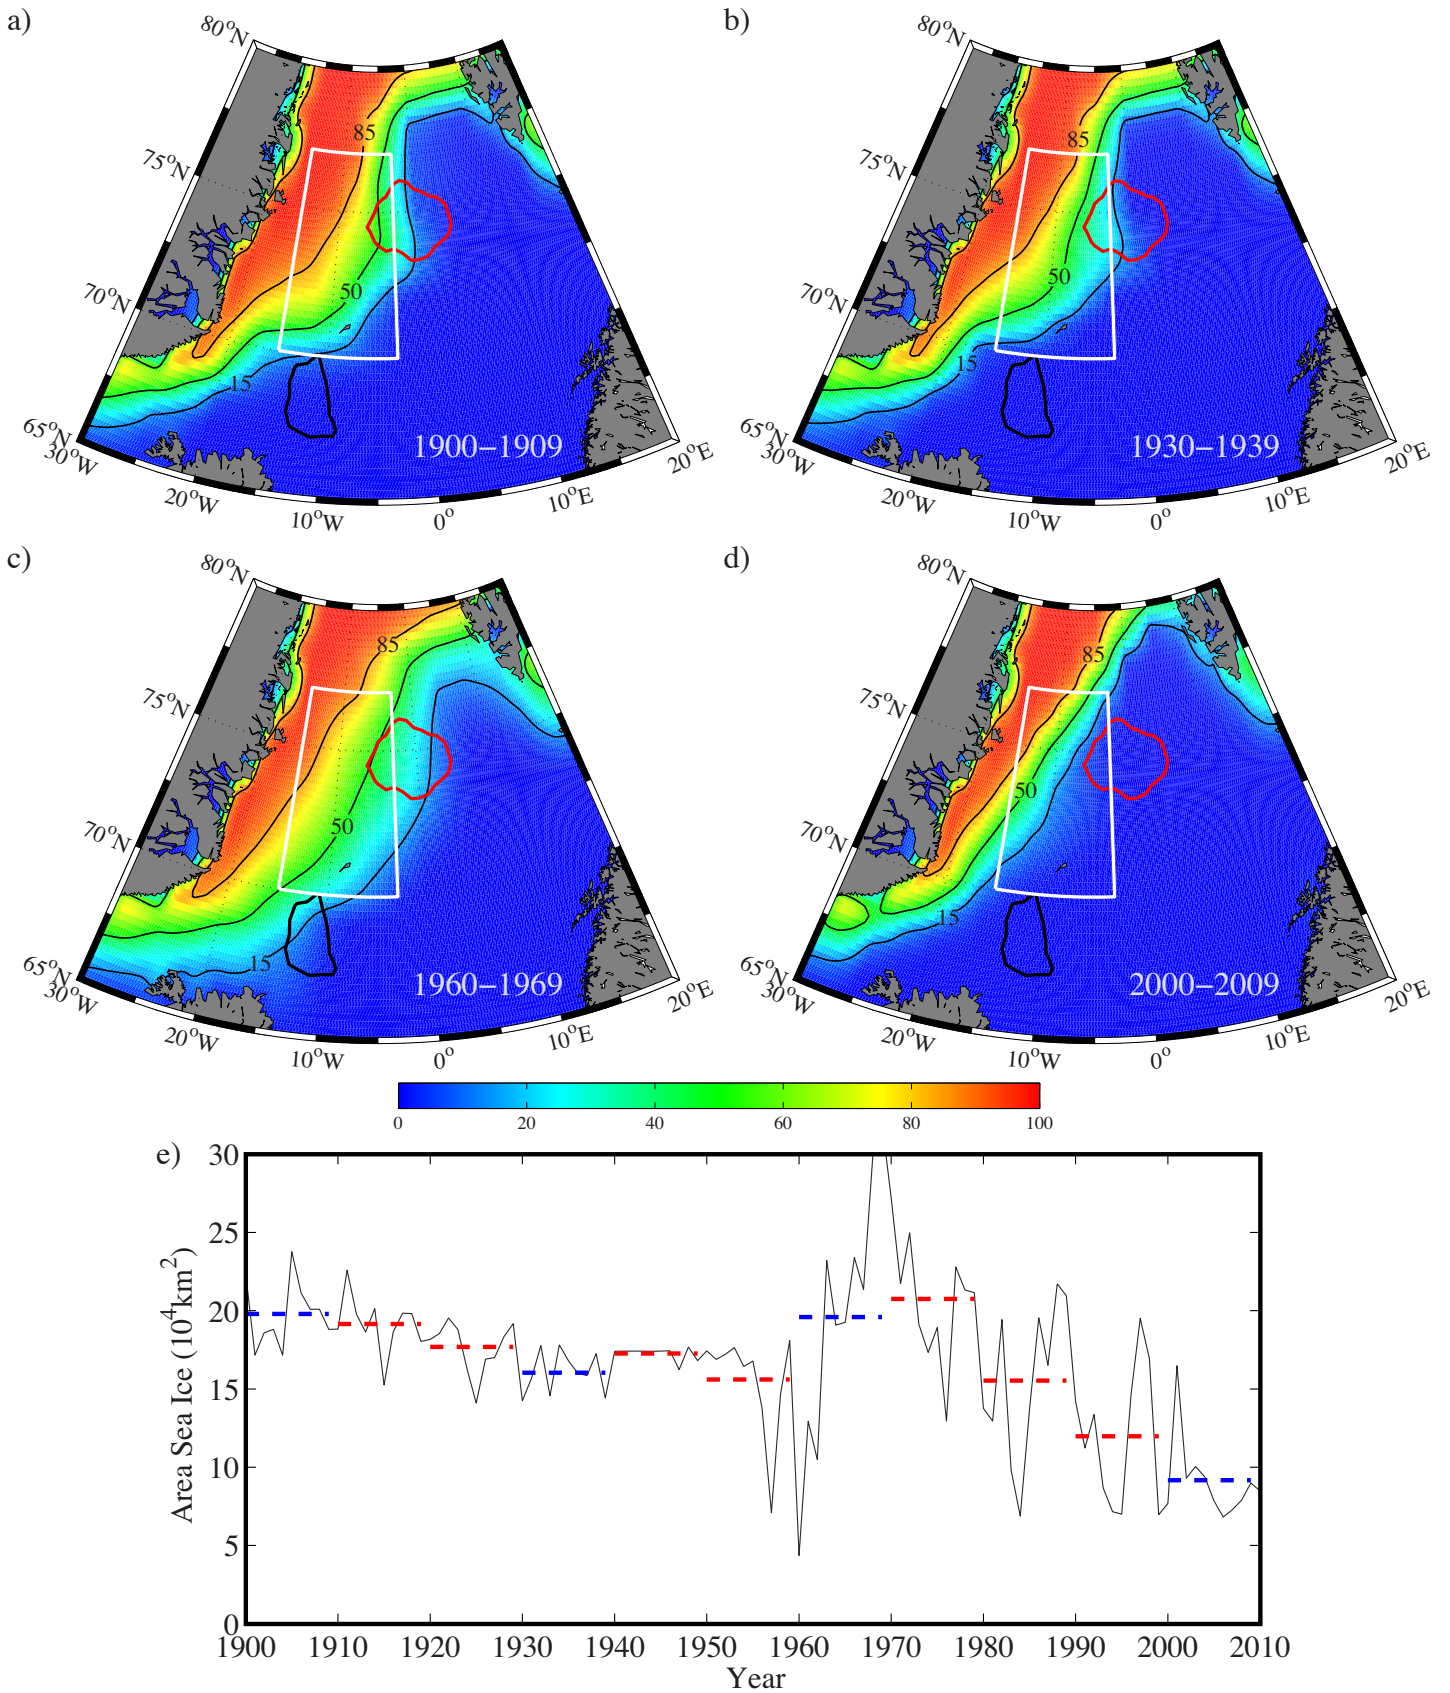 a)
80°N
75°N
70°N
65°N
30°W
20°W
10°W
0°
10°E
20°E
85
50
15
1900−1909
b)
80°N
75°N
70°N
65°N
30°W
20°W
10°W
0°
10°E
20°E
85
50
15
1930−1939
c)
80°N
75°N
70°N
65°N
30°W
20°W
10°W
0°
10°E
20°E
85
50
15
1960−1969
d)
80°N
75°N
70°N
65°N
30°W
20°W
10°W
0°
10°E
20°E
85
50
15
2000−2009
0 20 40 60 80 100
e)
30
25
20
15
10
5
0
Area Sea Ice (10⁴km²)
1900 1910 1920 1930 1940 1950 1960 1970 1980 1990 2000 2010
Year